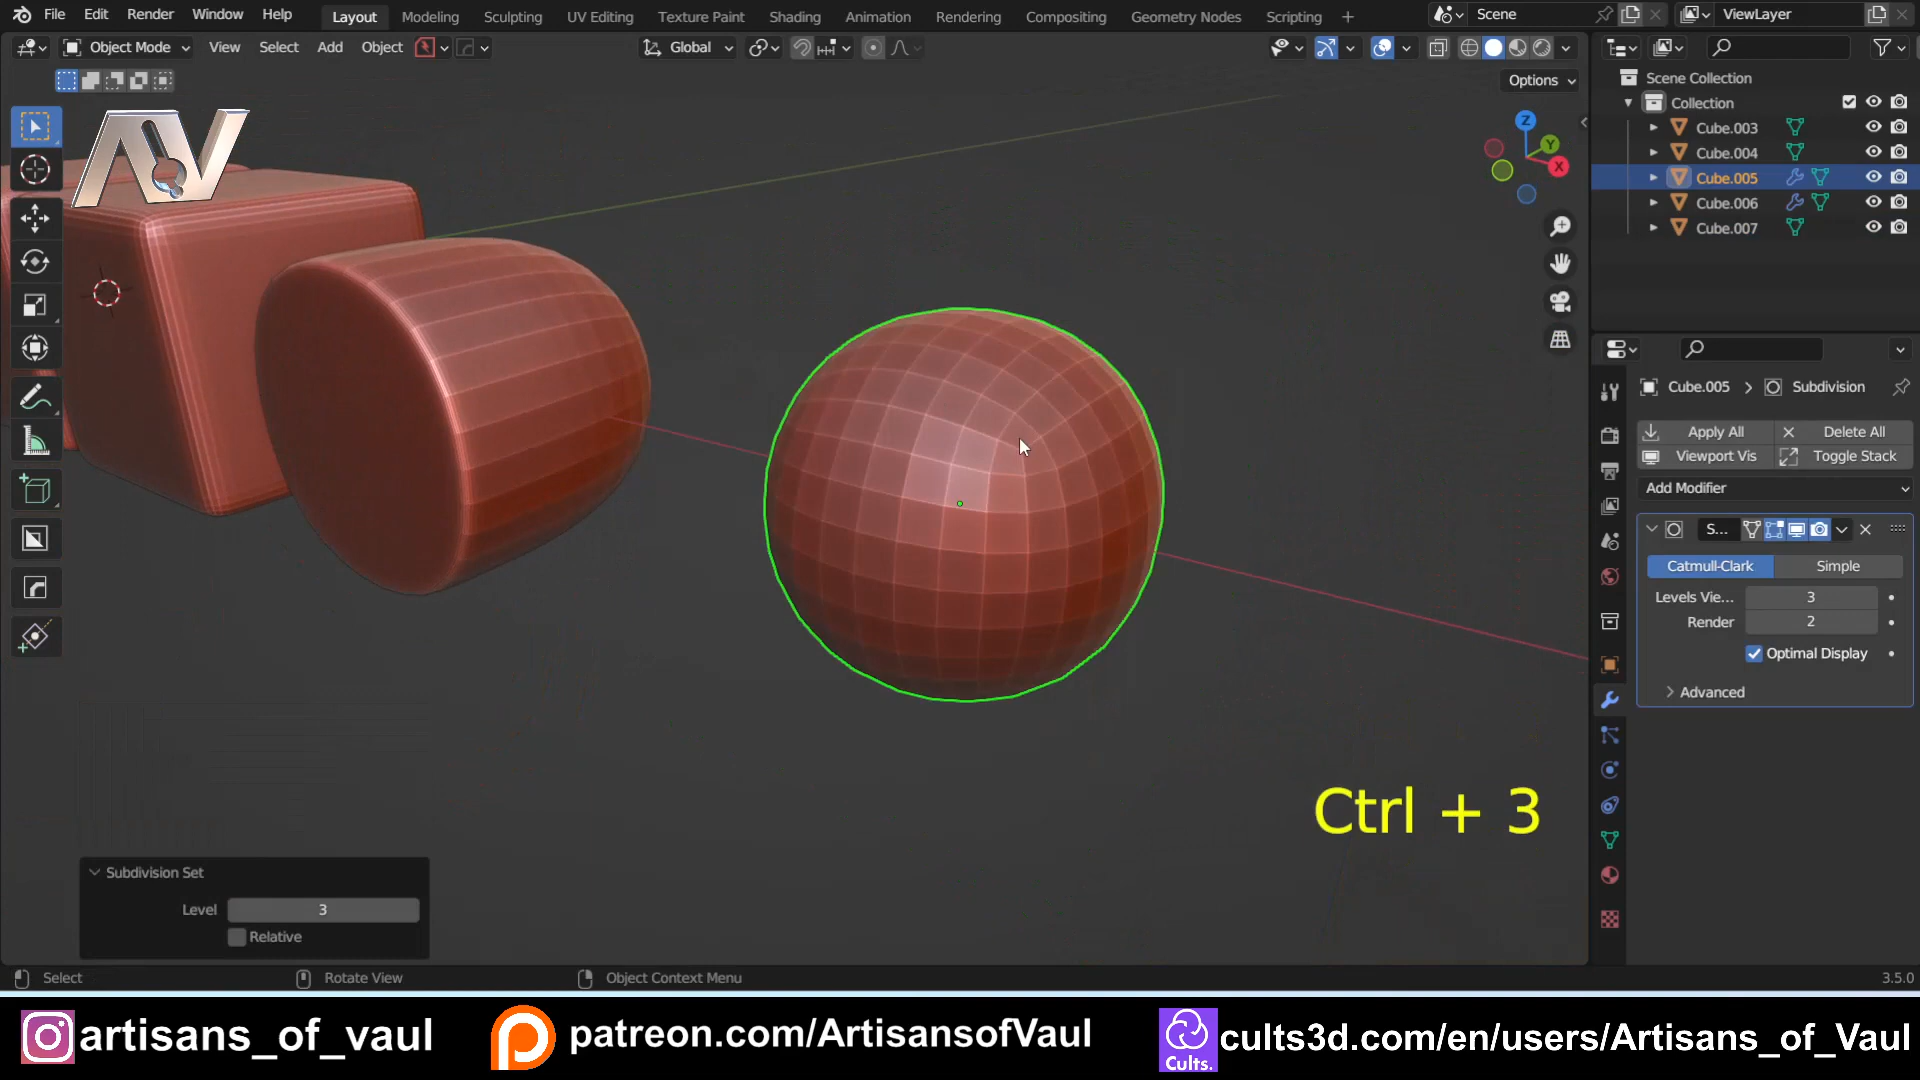 File Edit Render Window Help Layout Modeling Sculpting UV Editing Texture Paint Shading Animation Rendering Compositing Geometry Nodes Scripting + Scene ViewLayer
Object Mode View Select Add Object Global
Options
AV
Z
Y
X
Scene Collection
Collection
Cube.003
Cube.004
Cube.005
Cube.006
Cube.007
Cube.005 > Subdivision
Apply All Delete All
Viewport Vis Toggle Stack
Add Modifier
S...
Catmull-Clark Simple
Levels Vie... 3
Render 2
Optimal Display
Advanced
Ctrl + 3
Subdivision Set
Level 3
Relative
Select Rotate View Object Context Menu 3.5.0
artisans_of_vaul patreon.com/ArtisansofVaul Cults. cults3d.com/en/users/Artisans_of_Vaul